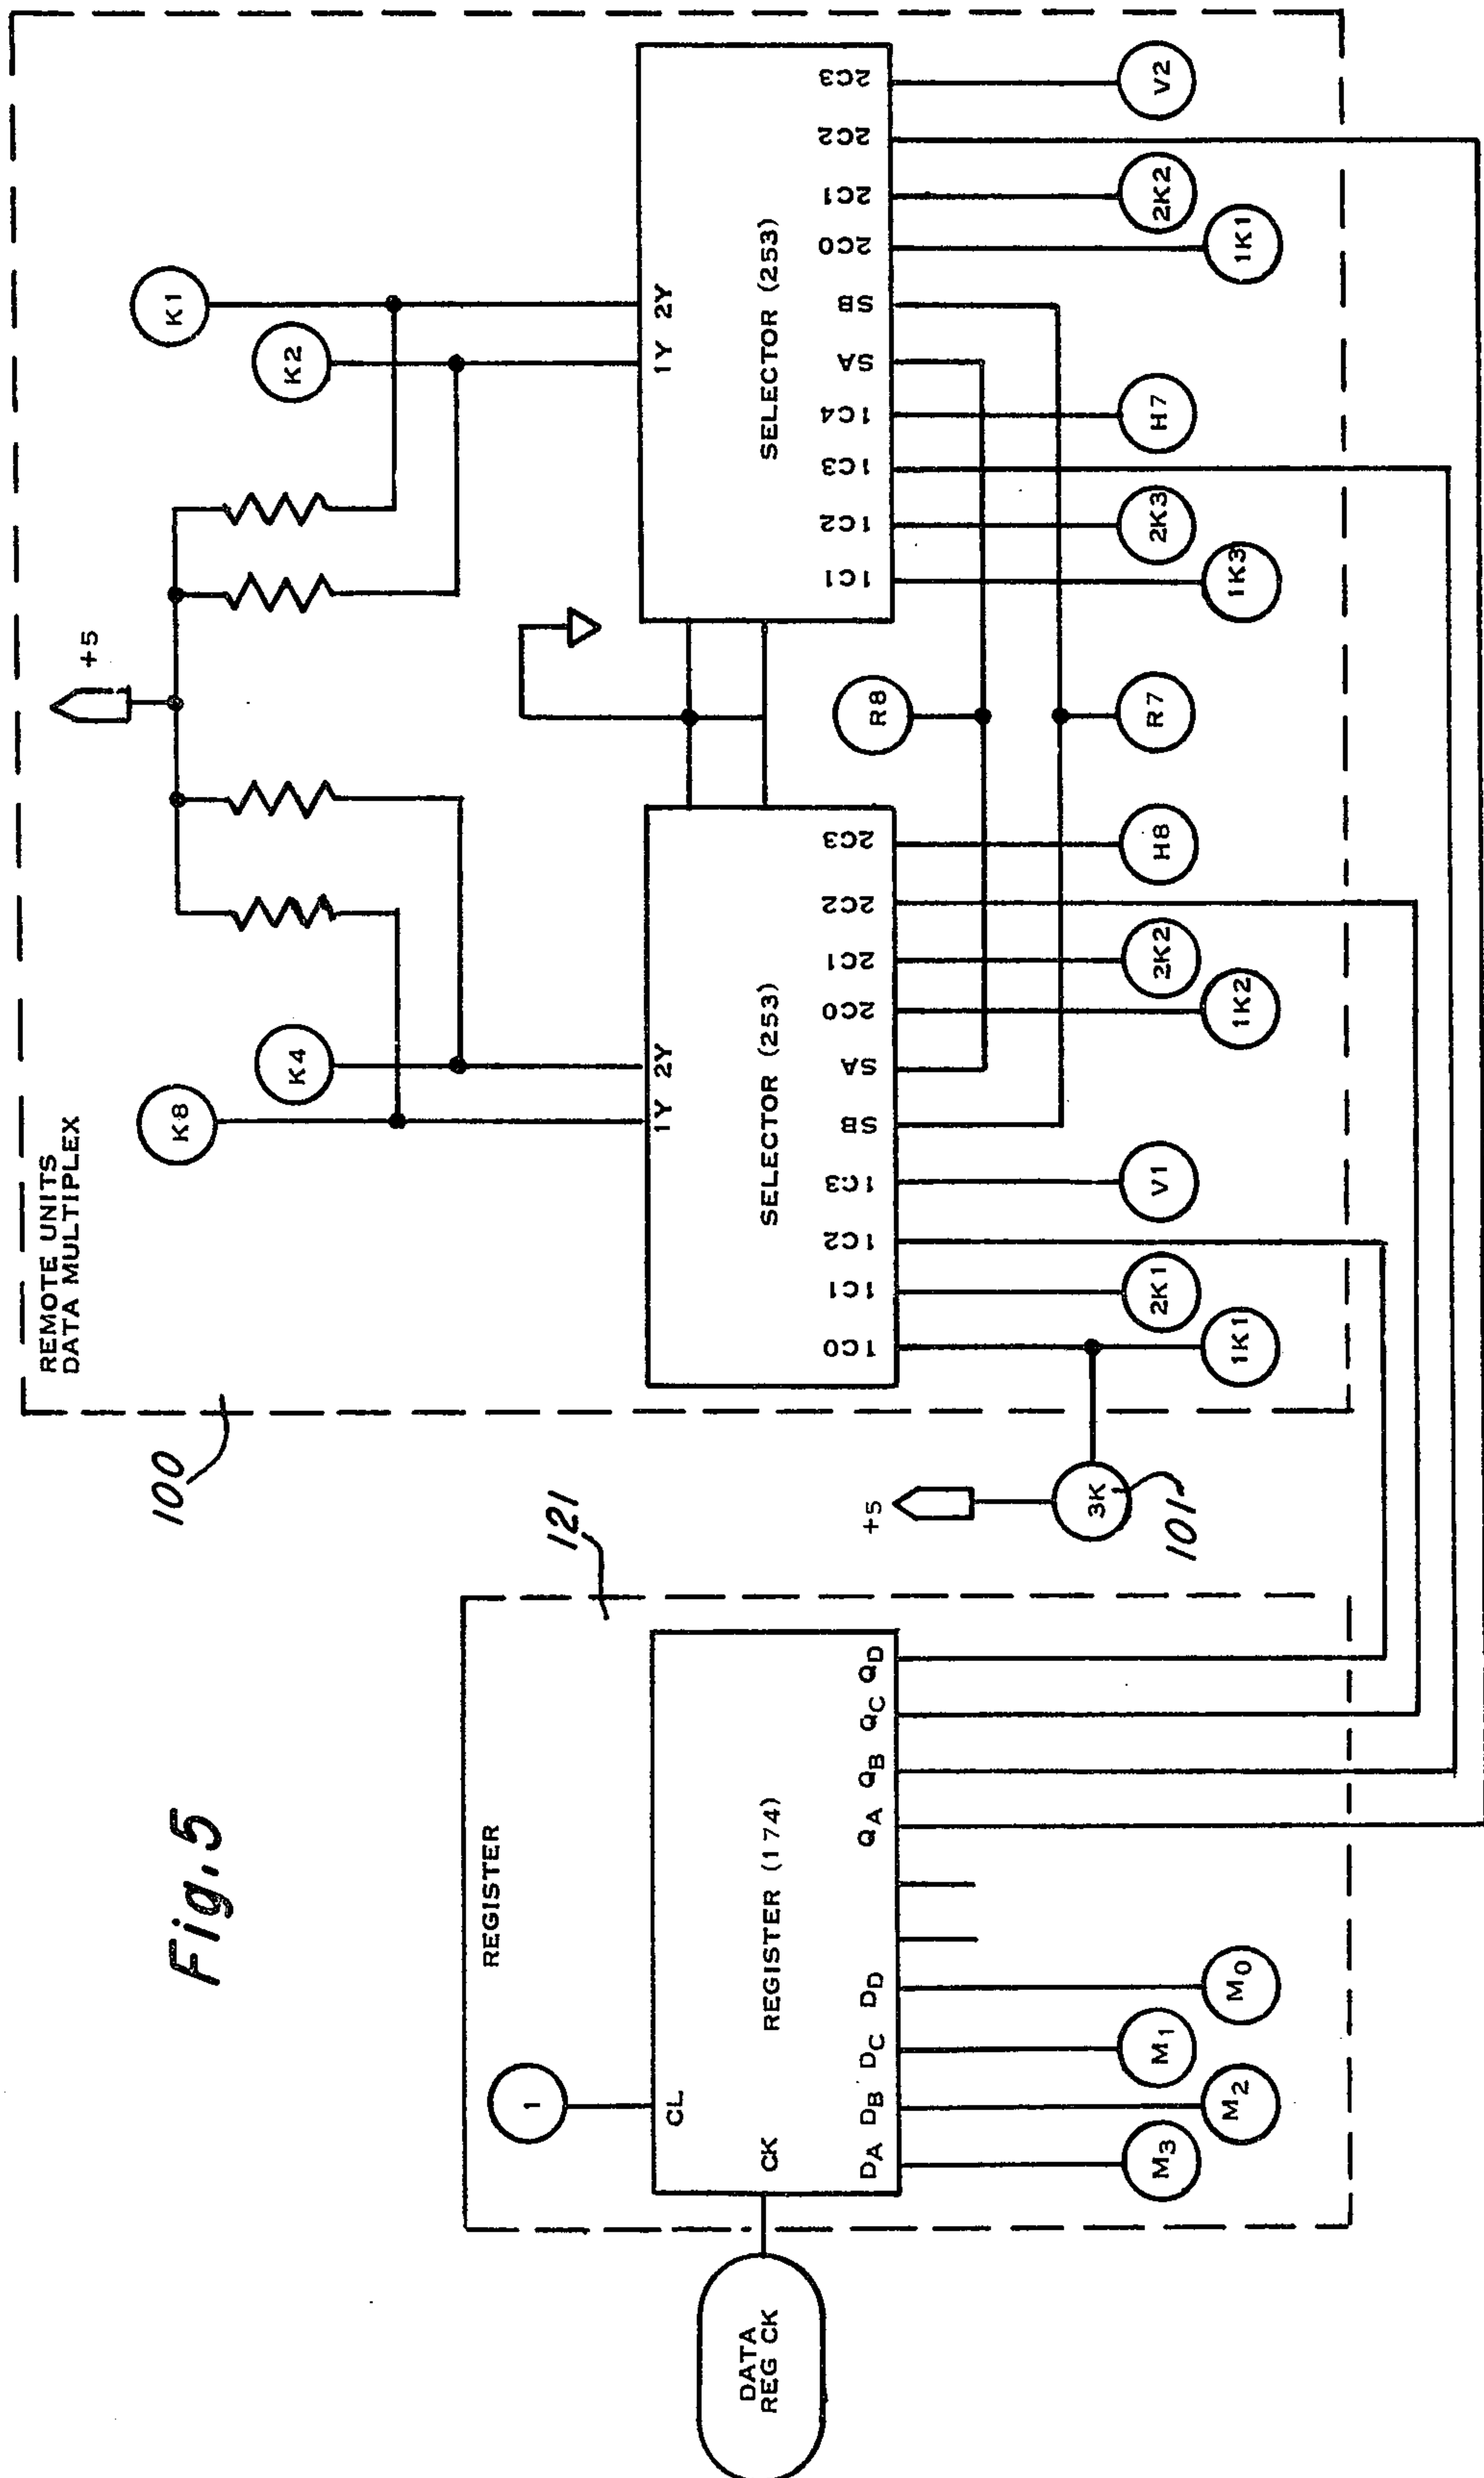 Fig. 5
REMOTE UNITS
DATA MULTIPLEX
100
+5
K8
K4
K2
K1
1Y 2Y
SELECTOR (253)
1C0
1C1
1C2
1C3
SB
SA
2C0
2C1
2C2
2C3
1K1
2K1
V1
1K2
2K2
H8
R8
R7
1Y 2Y
SELECTOR (253)
1C1
1C2
1C3
1C4
SA
SB
2C0
2C1
2C2
2C3
1K3
2K3
H7
1K1
2K2
V2
+5
3K
101
121
REGISTER
1
CL
CK
REGISTER (174)
DA DB DC DD
QA QB QC QD
M3
M2
M1
M0
DATA
REG CK